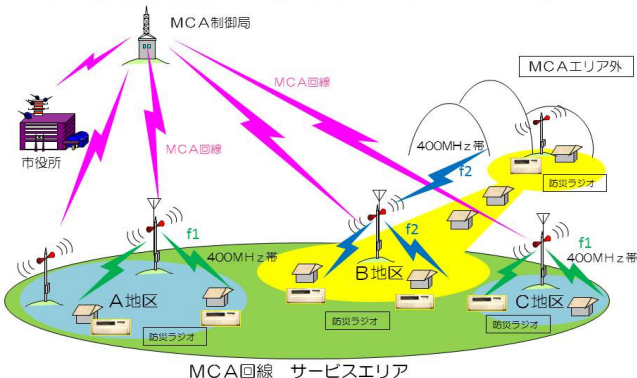 MCA制御局
MCA回線
MCAエリア外
市役所
MCA回線
400MHz帯
f2
防災ラジオ
f1
f2
f1
400MHz帯
400MHz帯
A地区
B地区
C地区
防災ラジオ
防災ラジオ
防災ラジオ
MCA回線 サービスエリア